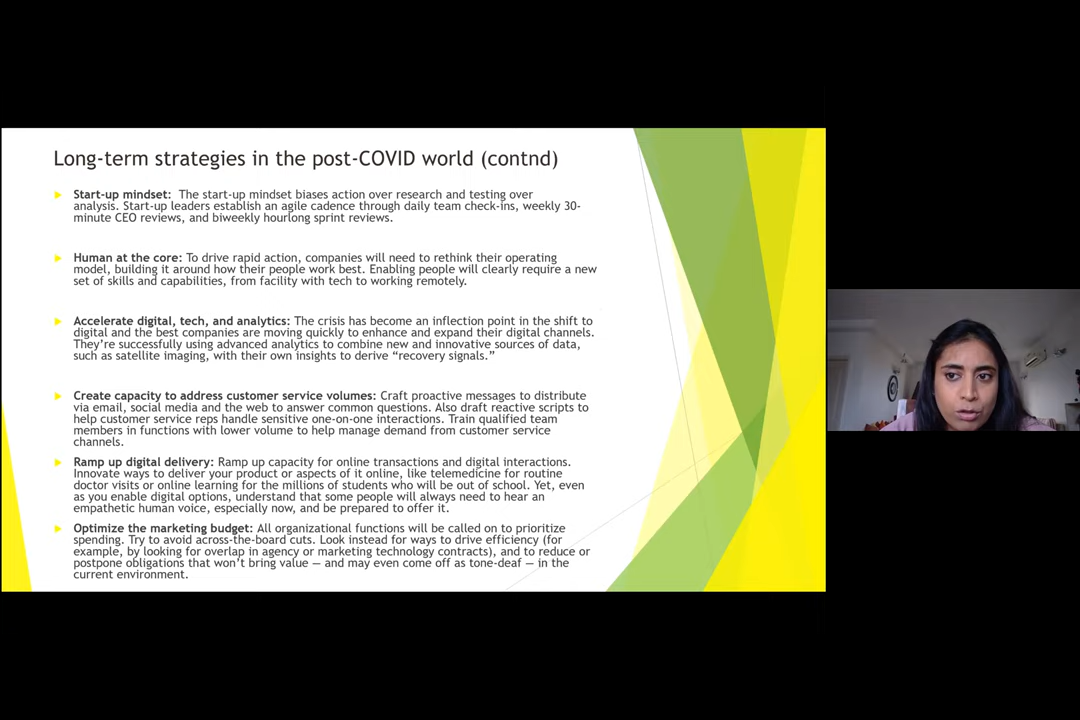 Long-term strategies in the post-COVID world (contnd)
Start-up mindset: The start-up mindset biases action over research and testing over
analysis. Start-up leaders establish an agile cadence through daily team check-ins, weekly 30-
minute CEO reviews, and biweekly hourlong sprint reviews.
Human at the core: To drive rapid action, companies will need to rethink their operating
model, building it around how their people work best. Enabling people will clearly require a new
set of skills and capabilities, from facility with tech to working remotely.
Accelerate digital, tech, and analytics: The crisis has become an inflection point in the shift to
digital and the best companies are moving quickly to enhance and expand their digital channels.
They’re successfully using advanced analytics to combine new and innovative sources of data,
such as satellite imaging, with their own insights to derive “recovery signals.”
Create capacity to address customer service volumes: Craft proactive messages to distribute
via email, social media and the web to answer common questions. Also draft reactive scripts to
help customer service reps handle sensitive one-on-one interactions. Train qualified team
members in functions with lower volume to help manage demand from customer service
channels.
Ramp up digital delivery: Ramp up capacity for online transactions and digital interactions.
Innovate ways to deliver your product or aspects of it online, like telemedicine for routine
doctor visits or online learning for the millions of students who will be out of school. Yet, even
as you enable digital options, understand that some people will always need to hear an
empathetic human voice, especially now, and be prepared to offer it.
Optimize the marketing budget: All organizational functions will be called on to prioritize
spending. Try to avoid across-the-board cuts. Look instead for ways to drive efficiency (for
example, by looking for overlap in agency or marketing technology contracts), and to reduce or
postpone obligations that won’t bring value — and may even come off as tone-deaf — in the
current environment.